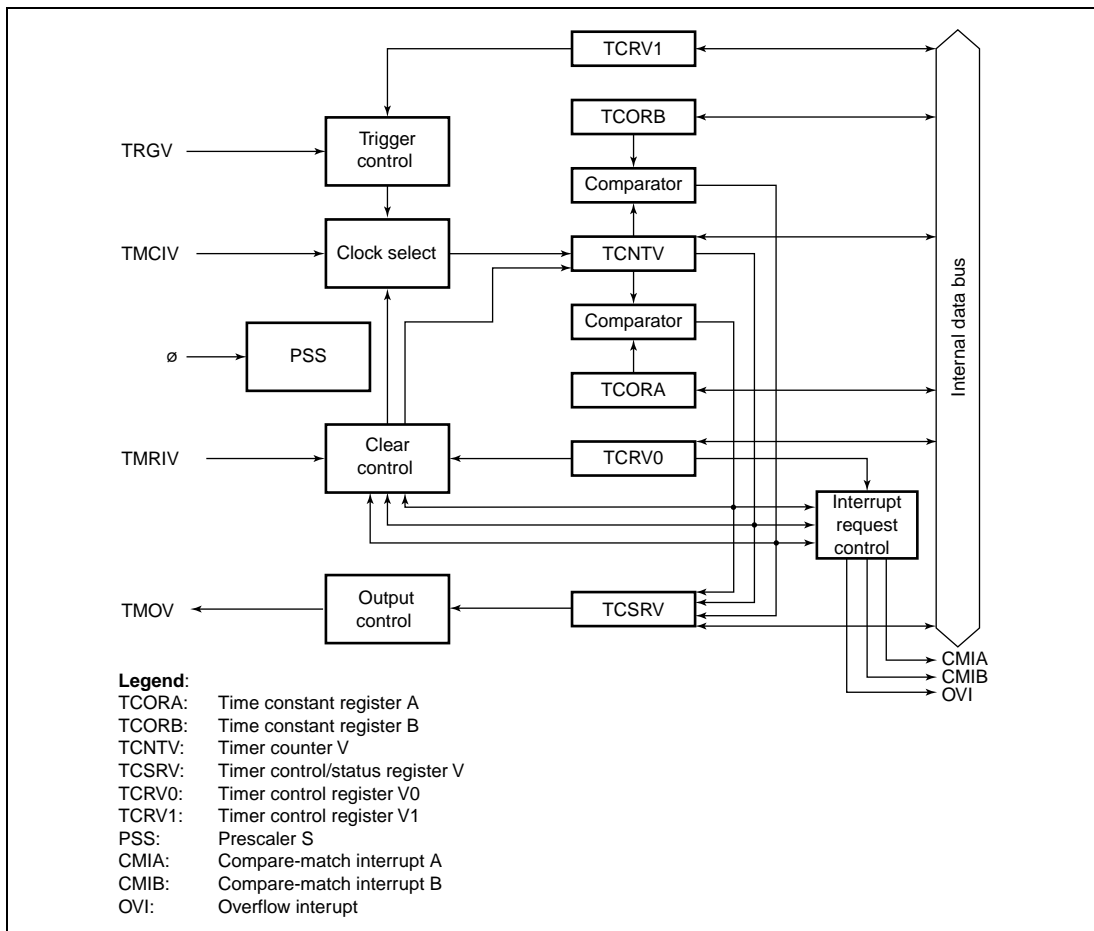 TCRV1
TCORB
TRGV
Trigger
control
Comparator
TMCIV
Clock select
TCNTV
Internal data bus
Comparator
ø
PSS
TCORA
TMRIV
Clear
control
TCRV0
Interrupt
request
control
TMOV
Output
control
TCSRV
CMIA
CMIB
OVI
Legend:
TCORA: Time constant register A
TCORB: Time constant register B
TCNTV: Timer counter V
TCSRV: Timer control/status register V
TCRV0: Timer control register V0
TCRV1: Timer control register V1
PSS: Prescaler S
CMIA: Compare-match interrupt A
CMIB: Compare-match interrupt B
OVI: Overflow interupt